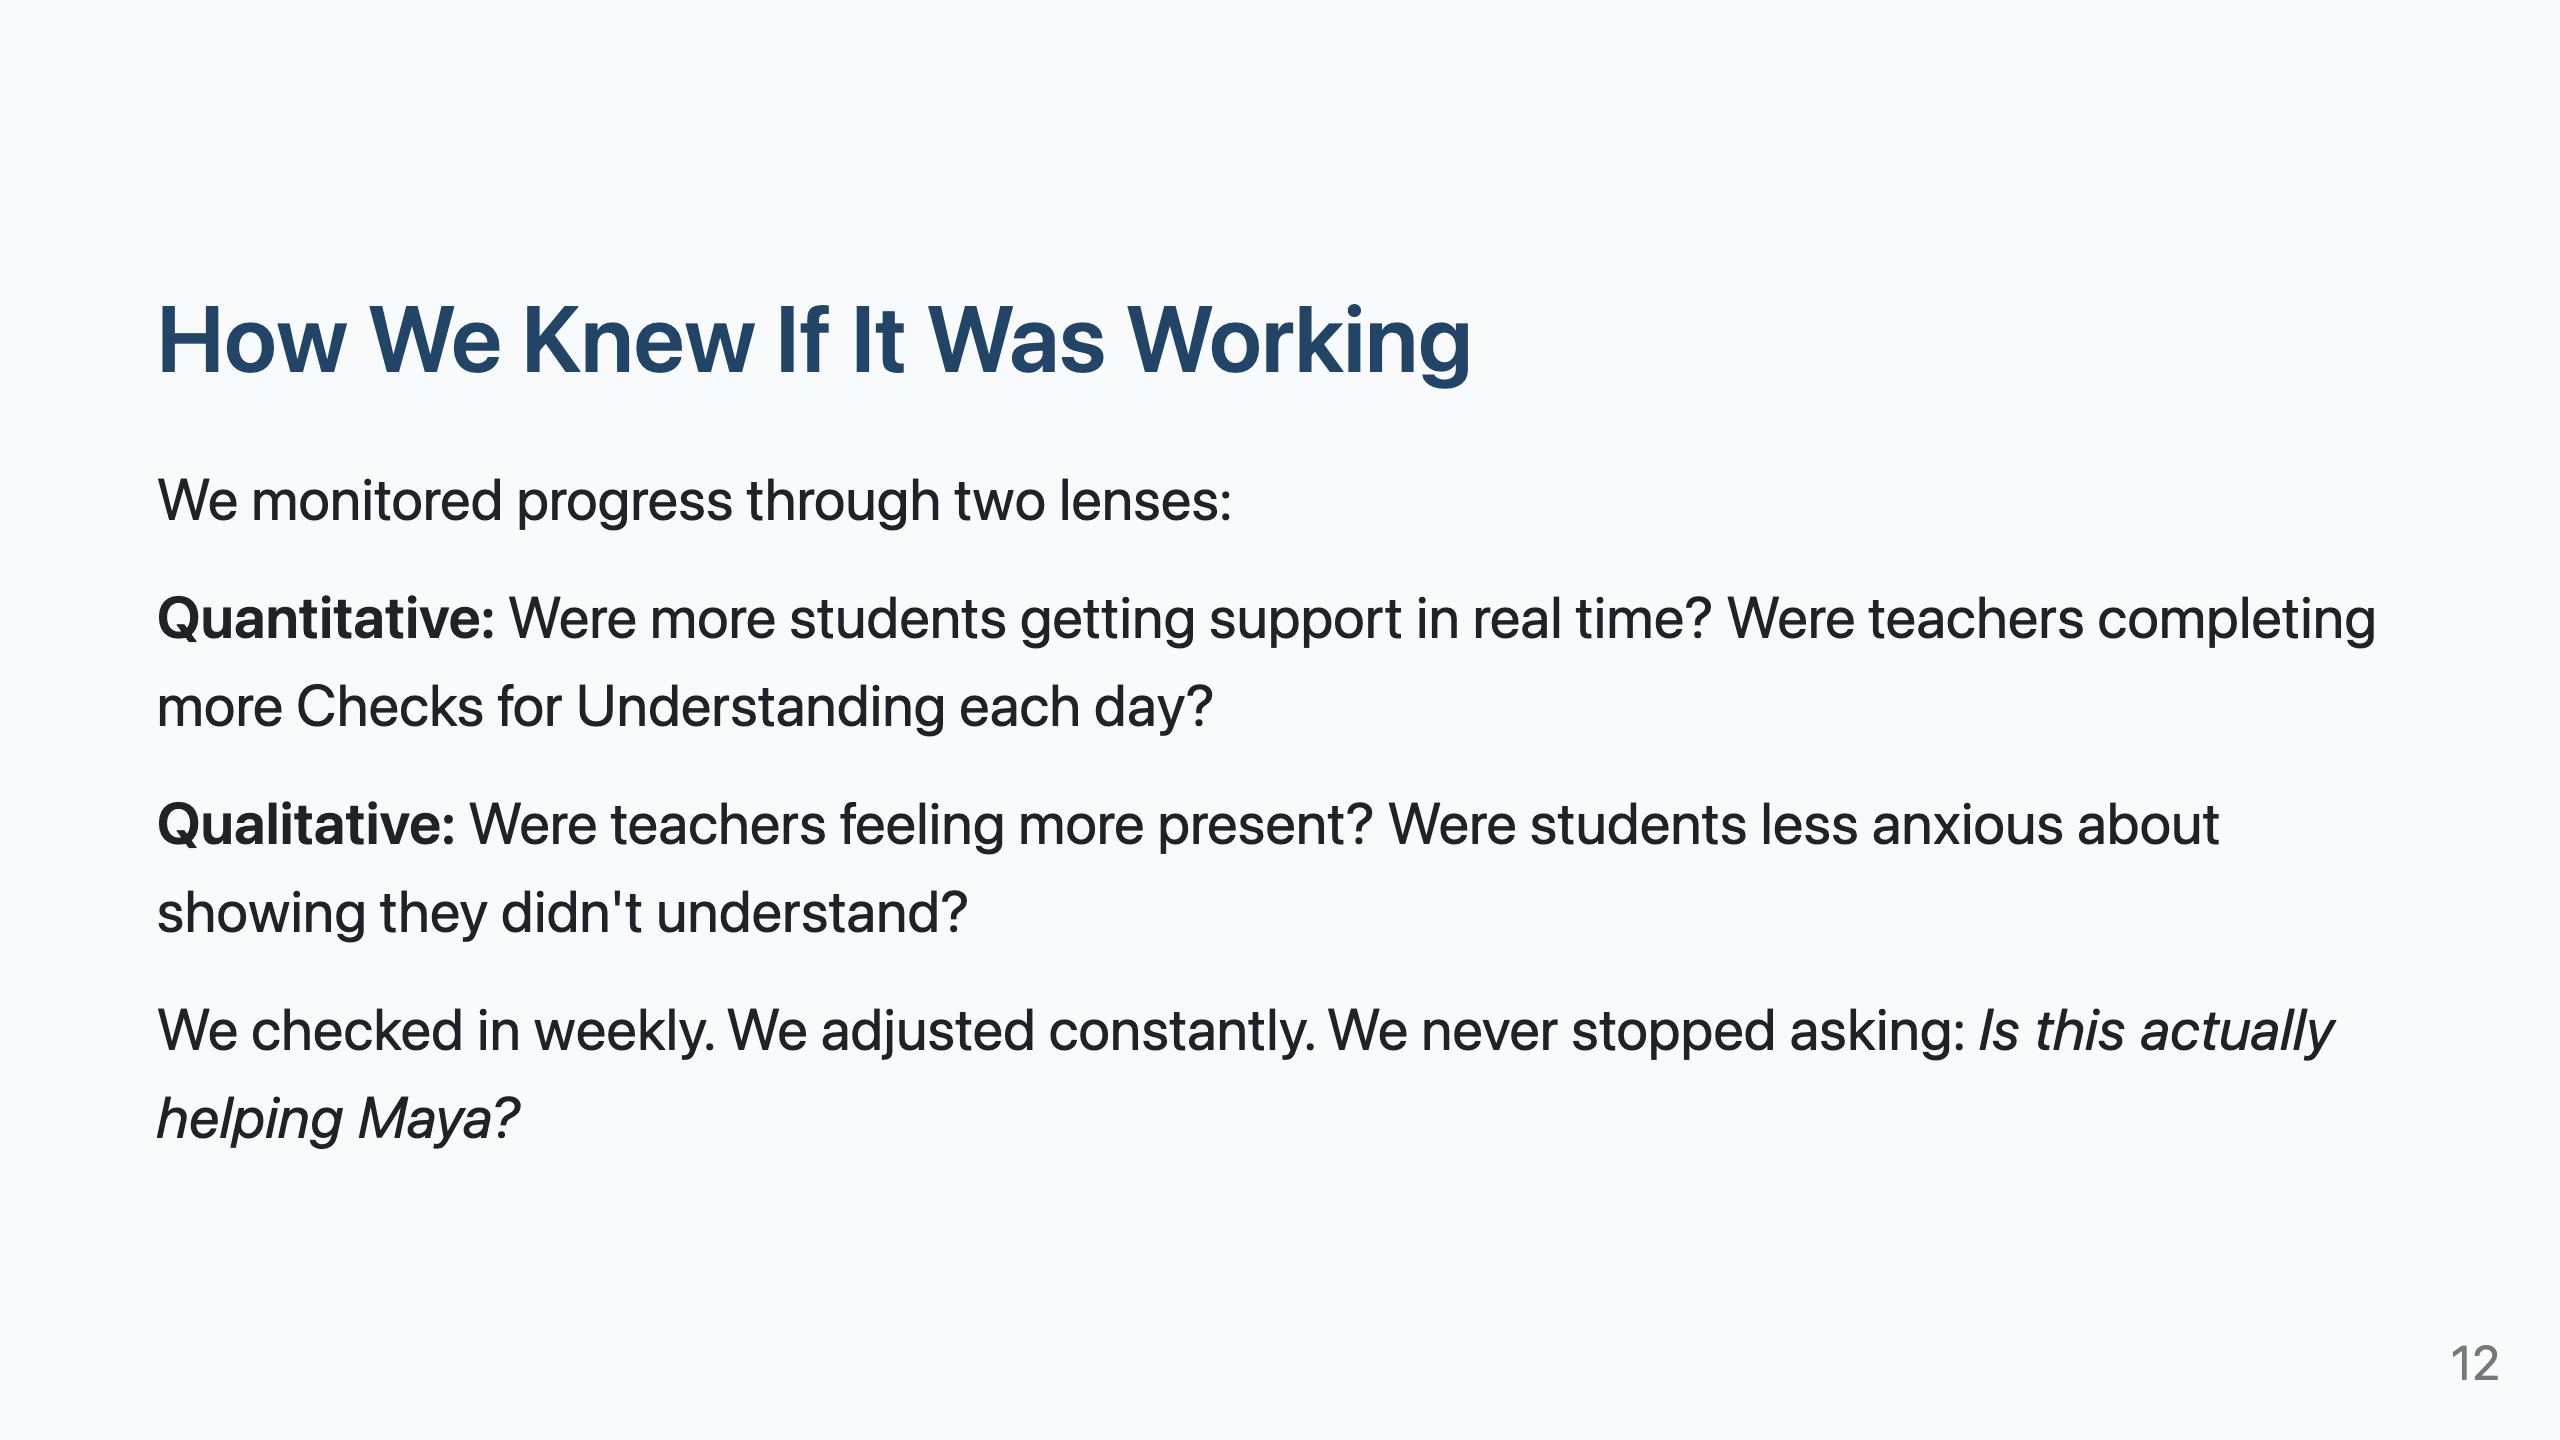 How We Knew If It Was Working
We monitored progress through two lenses:
Quantitative: Were more students getting support in real time? Were teachers completing
more Checks for Understanding each day?
Qualitative: Were teachers feeling more present? Were students less anxious about
showing they didn't understand?
We checked in weekly. We adjusted constantly. We never stopped asking: Is this actually
helping Maya?
12